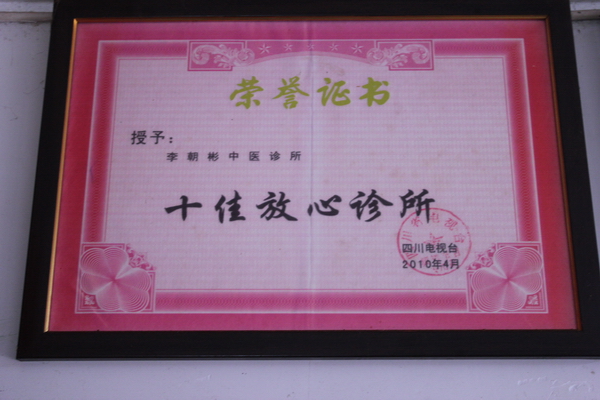 荣誉证书
授予：
李朝彬中医诊所
十佳放心诊所
四川电视台
2010年4月